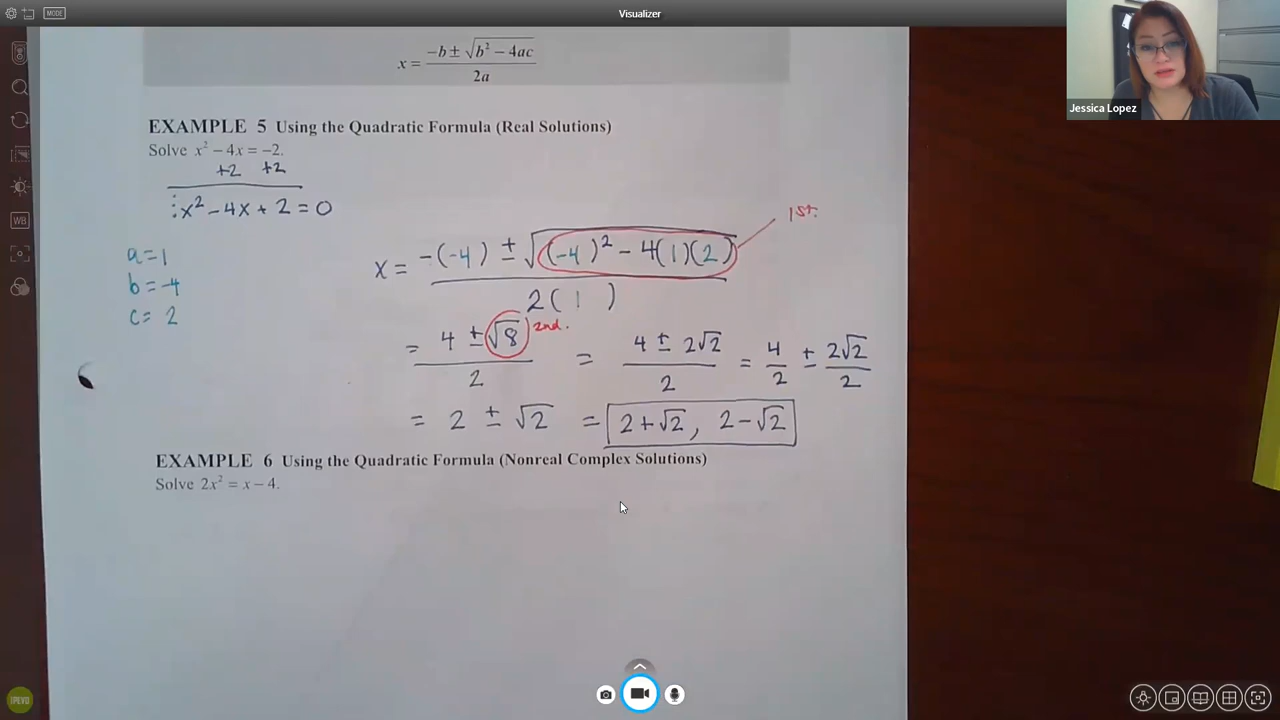 MODE
Visualizer
Jessica Lopez
WB
x = (-b ± √(b² − 4ac)) / 2a
EXAMPLE 5 Using the Quadratic Formula (Real Solutions)
Solve x² − 4x = −2.
+2 +2
x² − 4x + 2 = 0
1st.
a = 1
b = -4
c = 2
x = (-(-4) ± √((-4)² − 4(1)(2))) / 2(1)
2nd.
= (4 ± √8) / 2 = (4 ± 2√2) / 2 = 4/2 ± 2√2/2
= 2 ± √2 = 2+√2, 2−√2
EXAMPLE 6 Using the Quadratic Formula (Nonreal Complex Solutions)
Solve 2x² = x − 4.
IPEVO